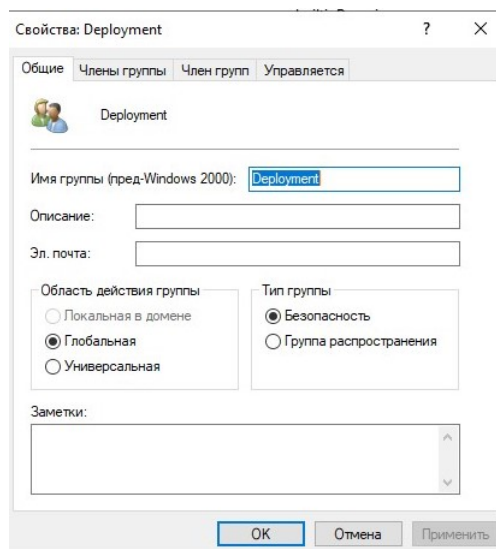 Свойства: Deployment ? ×
Общие Члены группы Член групп Управляется
Deployment
Имя группы (пред-Windows 2000): Deployment
Описание:
Эл. почта:
Область действия группы Тип группы
Локальная в домене Безопасность
Глобальная Группа распространения
Универсальная
Заметки:
OK Отмена Применить